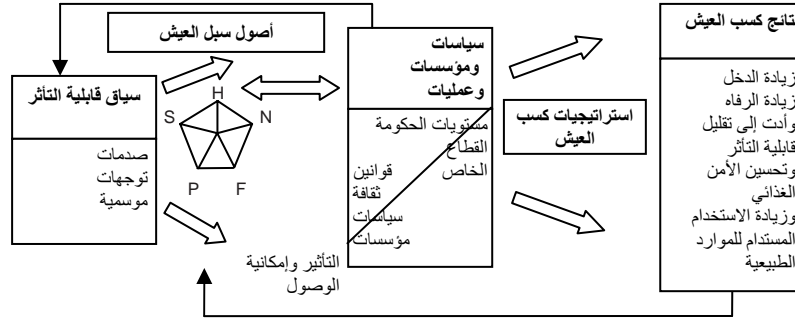 أصول سبل العيش
سياسات
ومؤسسات
وعمليات
نتائج كسب العيش
سياق قابلية التأثر
H
S
N
P
F
صدمات
توجهات
موسمية
مستويات الحكومة
القطاع
الخاص
قوانين
ثقافة
سياسات
مؤسسات
استراتيجيات كسب
العيش
زيادة الدخل
زيادة الرفاه
وأدت إلى تقليل
قابلية التأثر
وتحسين الأمن
الغذائي
وزيادة الاستخدام
المستدام للموارد
الطبيعية
التأثير وإمكانية
الوصول